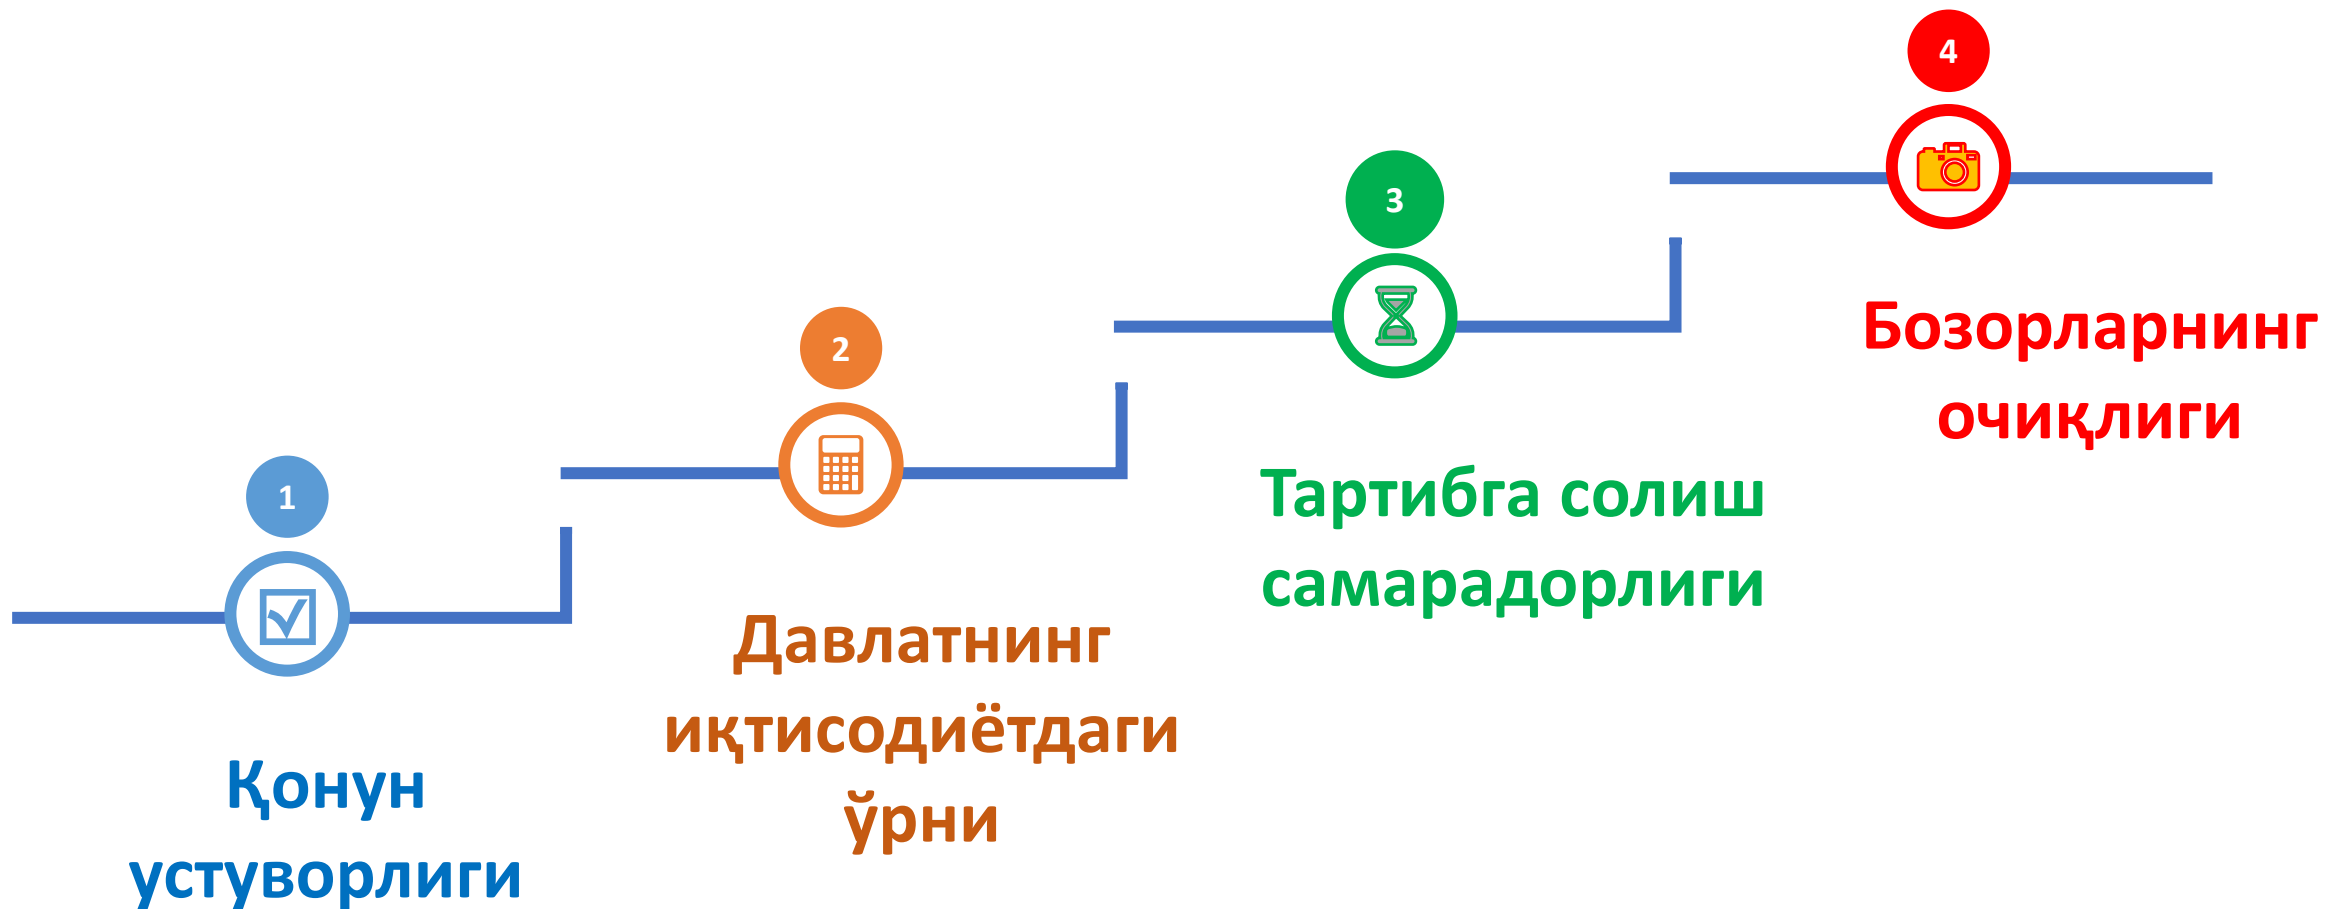 1
Қонун
устуворлиги
2
Давлатнинг
иқтисодиётдаги
ўрни
3
Тартибга солиш
самарадорлиги
4
Бозорларнинг
очиқлиги